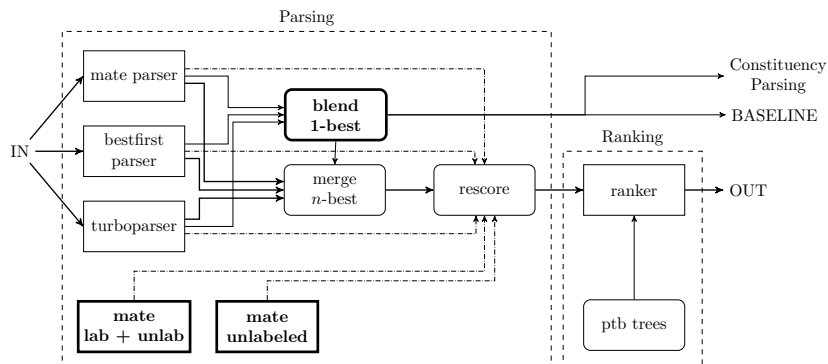 Parsing
mate parser
blend
1-best
Constituency
Parsing
BASELINE
IN
bestfirst
parser
Ranking
merge
n-best
rescore
ranker
OUT
turboparser
mate
lab + unlab
mate
unlabeled
ptb trees